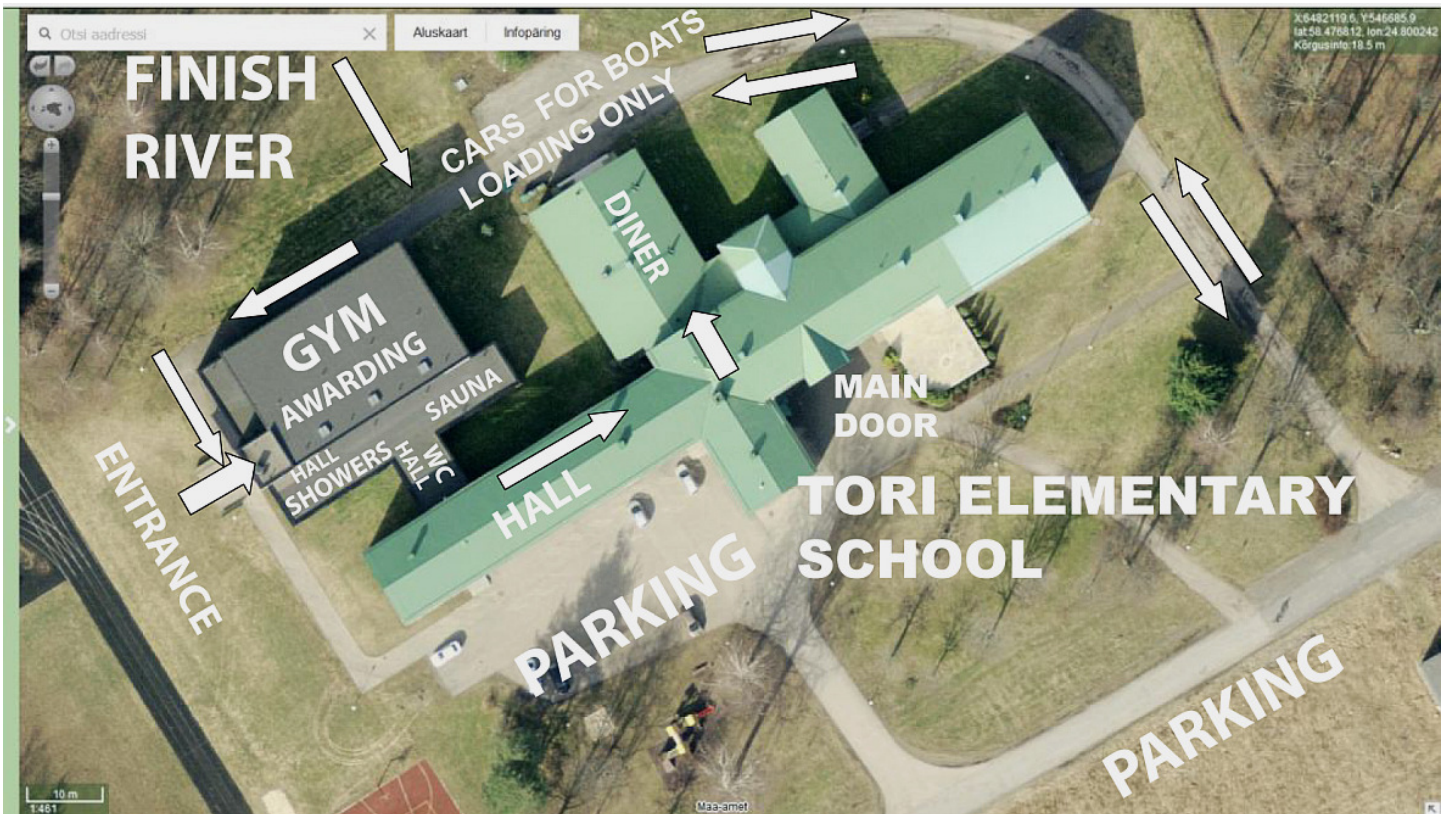 Otsi aadressi
Aluskaart
Infopäring
X:6482119.6, Y:546685.9
lat:58.476812, lon:24.800242
Kõrgusinfo:18.5 m
FINISH
RIVER
CARS FOR BOATS
LOADING ONLY
DINER
GYM
AWARDING
SAUNA
HALL
SHOWERS
WC
HALL
ENTRANCE
HALL
MAIN
DOOR
TORI ELEMENTARY
SCHOOL
PARKING
PARKING
10 m
1:461
Maa-amet